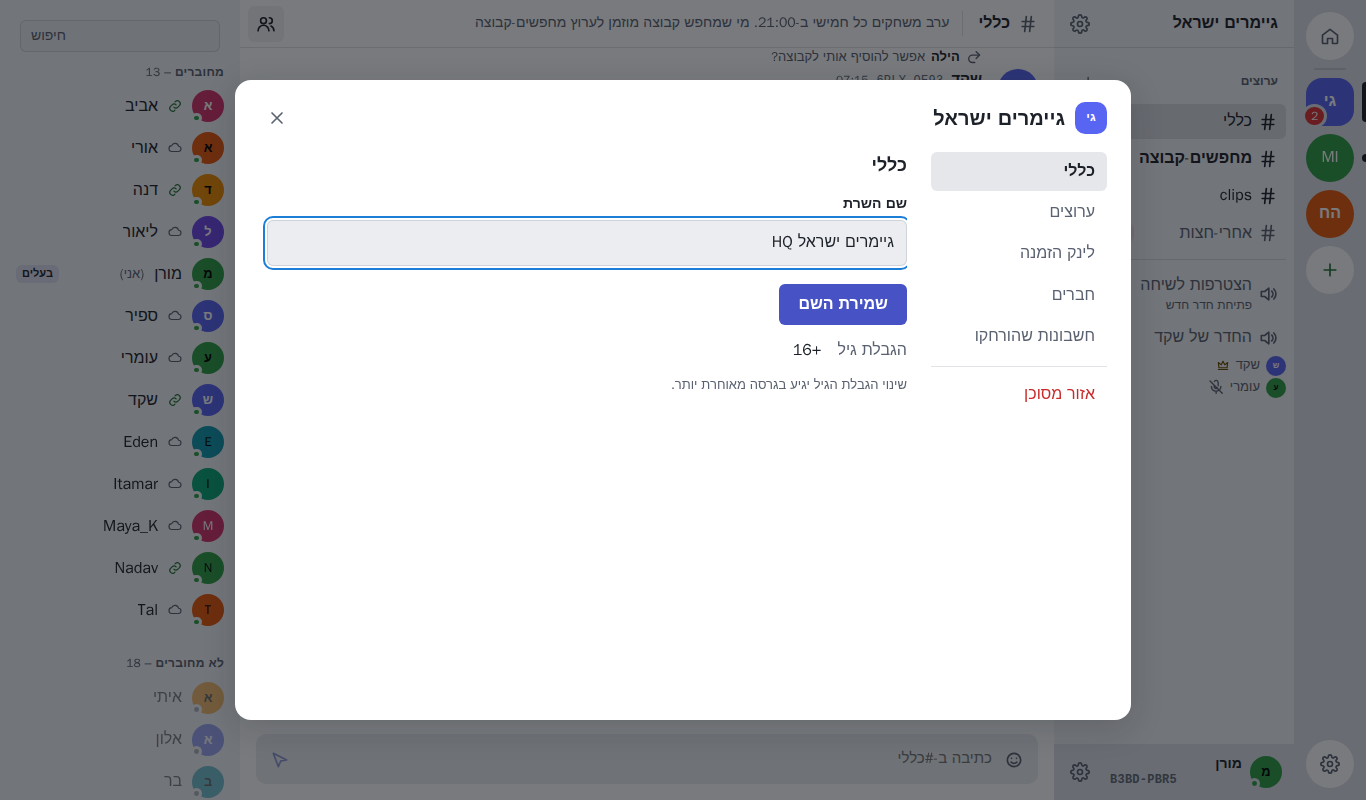 גיימרים ישראל
גי
2
MI
הח
ערוצים
כללי
מחפשים-קבוצה
clips
אחרי-חצות
הצטרפות לשיחה
פתיחת חדר חדש
החדר של שקד
ש שקד
ע עומרי
מ מורן
B3BD-PBR5
כללי
ערב משחקים כל חמישי ב-21:00. מי שמחפש קבוצה מוזמן לערוץ מחפשים-קבוצה
הילה אפשר להוסיף אותי לקבוצה?
גי גיימרים ישראל
כללי
ערוצים
לינק הזמנה
חברים
חשבונות שהורחקו
אזור מסוכן
כללי
שם השרת
גיימרים ישראל HQ
שמירת השם
הגבלת גיל 16+
שינוי הגבלת הגיל יגיע בגרסה מאוחרת יותר.
כתיבה ב-#כללי
חיפוש
מחוברים – 13
א אביב
א אורי
ד דנה
ל ליאור
מ מורן (אני) בעלים
ס ספיר
ע עומרי
ש שקד
E Eden
I Itamar
M Maya_K
N Nadav
T Tal
לא מחוברים – 18
א איתי
א אלון
ב בר